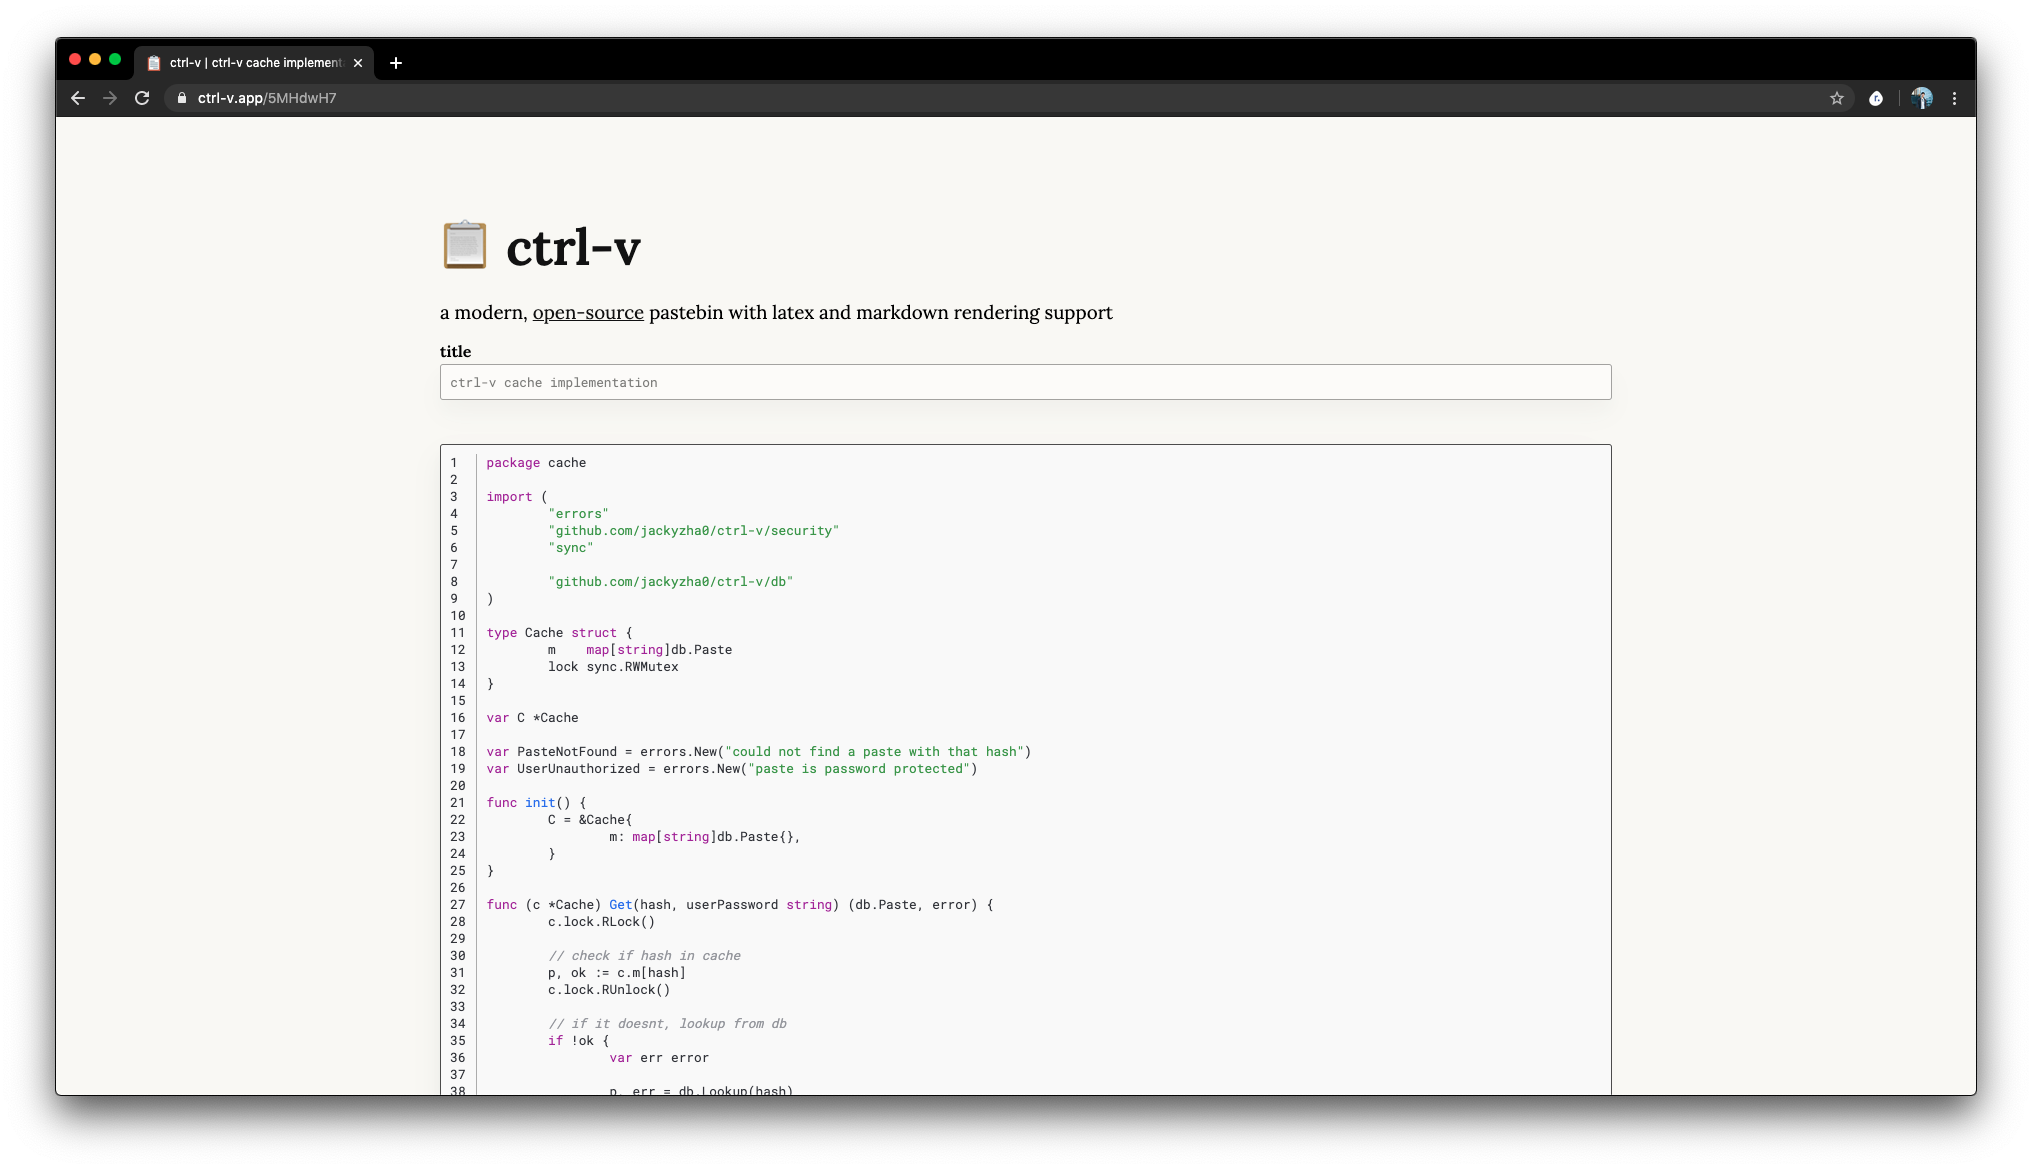 ctrl-v | ctrl-v cache implement
ctrl-v.app/5MHdwH7
ctrl-v
a modern, open-source pastebin with latex and markdown rendering support
title
ctrl-v cache implementation
1 package cache
2
3 import (
4 "errors"
5 "github.com/jackyzha0/ctrl-v/security"
6 "sync"
7
8 "github.com/jackyzha0/ctrl-v/db"
9 )
10
11 type Cache struct {
12 m    map[string]db.Paste
13 lock sync.RWMutex
14 }
15
16 var C *Cache
17
18 var PasteNotFound = errors.New("could not find a paste with that hash")
19 var UserUnauthorized = errors.New("paste is password protected")
20
21 func init() {
22 C = &Cache{
23 m: map[string]db.Paste{},
24 }
25 }
26
27 func (c *Cache) Get(hash, userPassword string) (db.Paste, error) {
28 c.lock.RLock()
29
30 // check if hash in cache
31 p, ok := c.m[hash]
32 c.lock.RUnlock()
33
34 // if it doesnt, lookup from db
35 if !ok {
36 var err error
37
38 p, err = db.Lookup(hash)